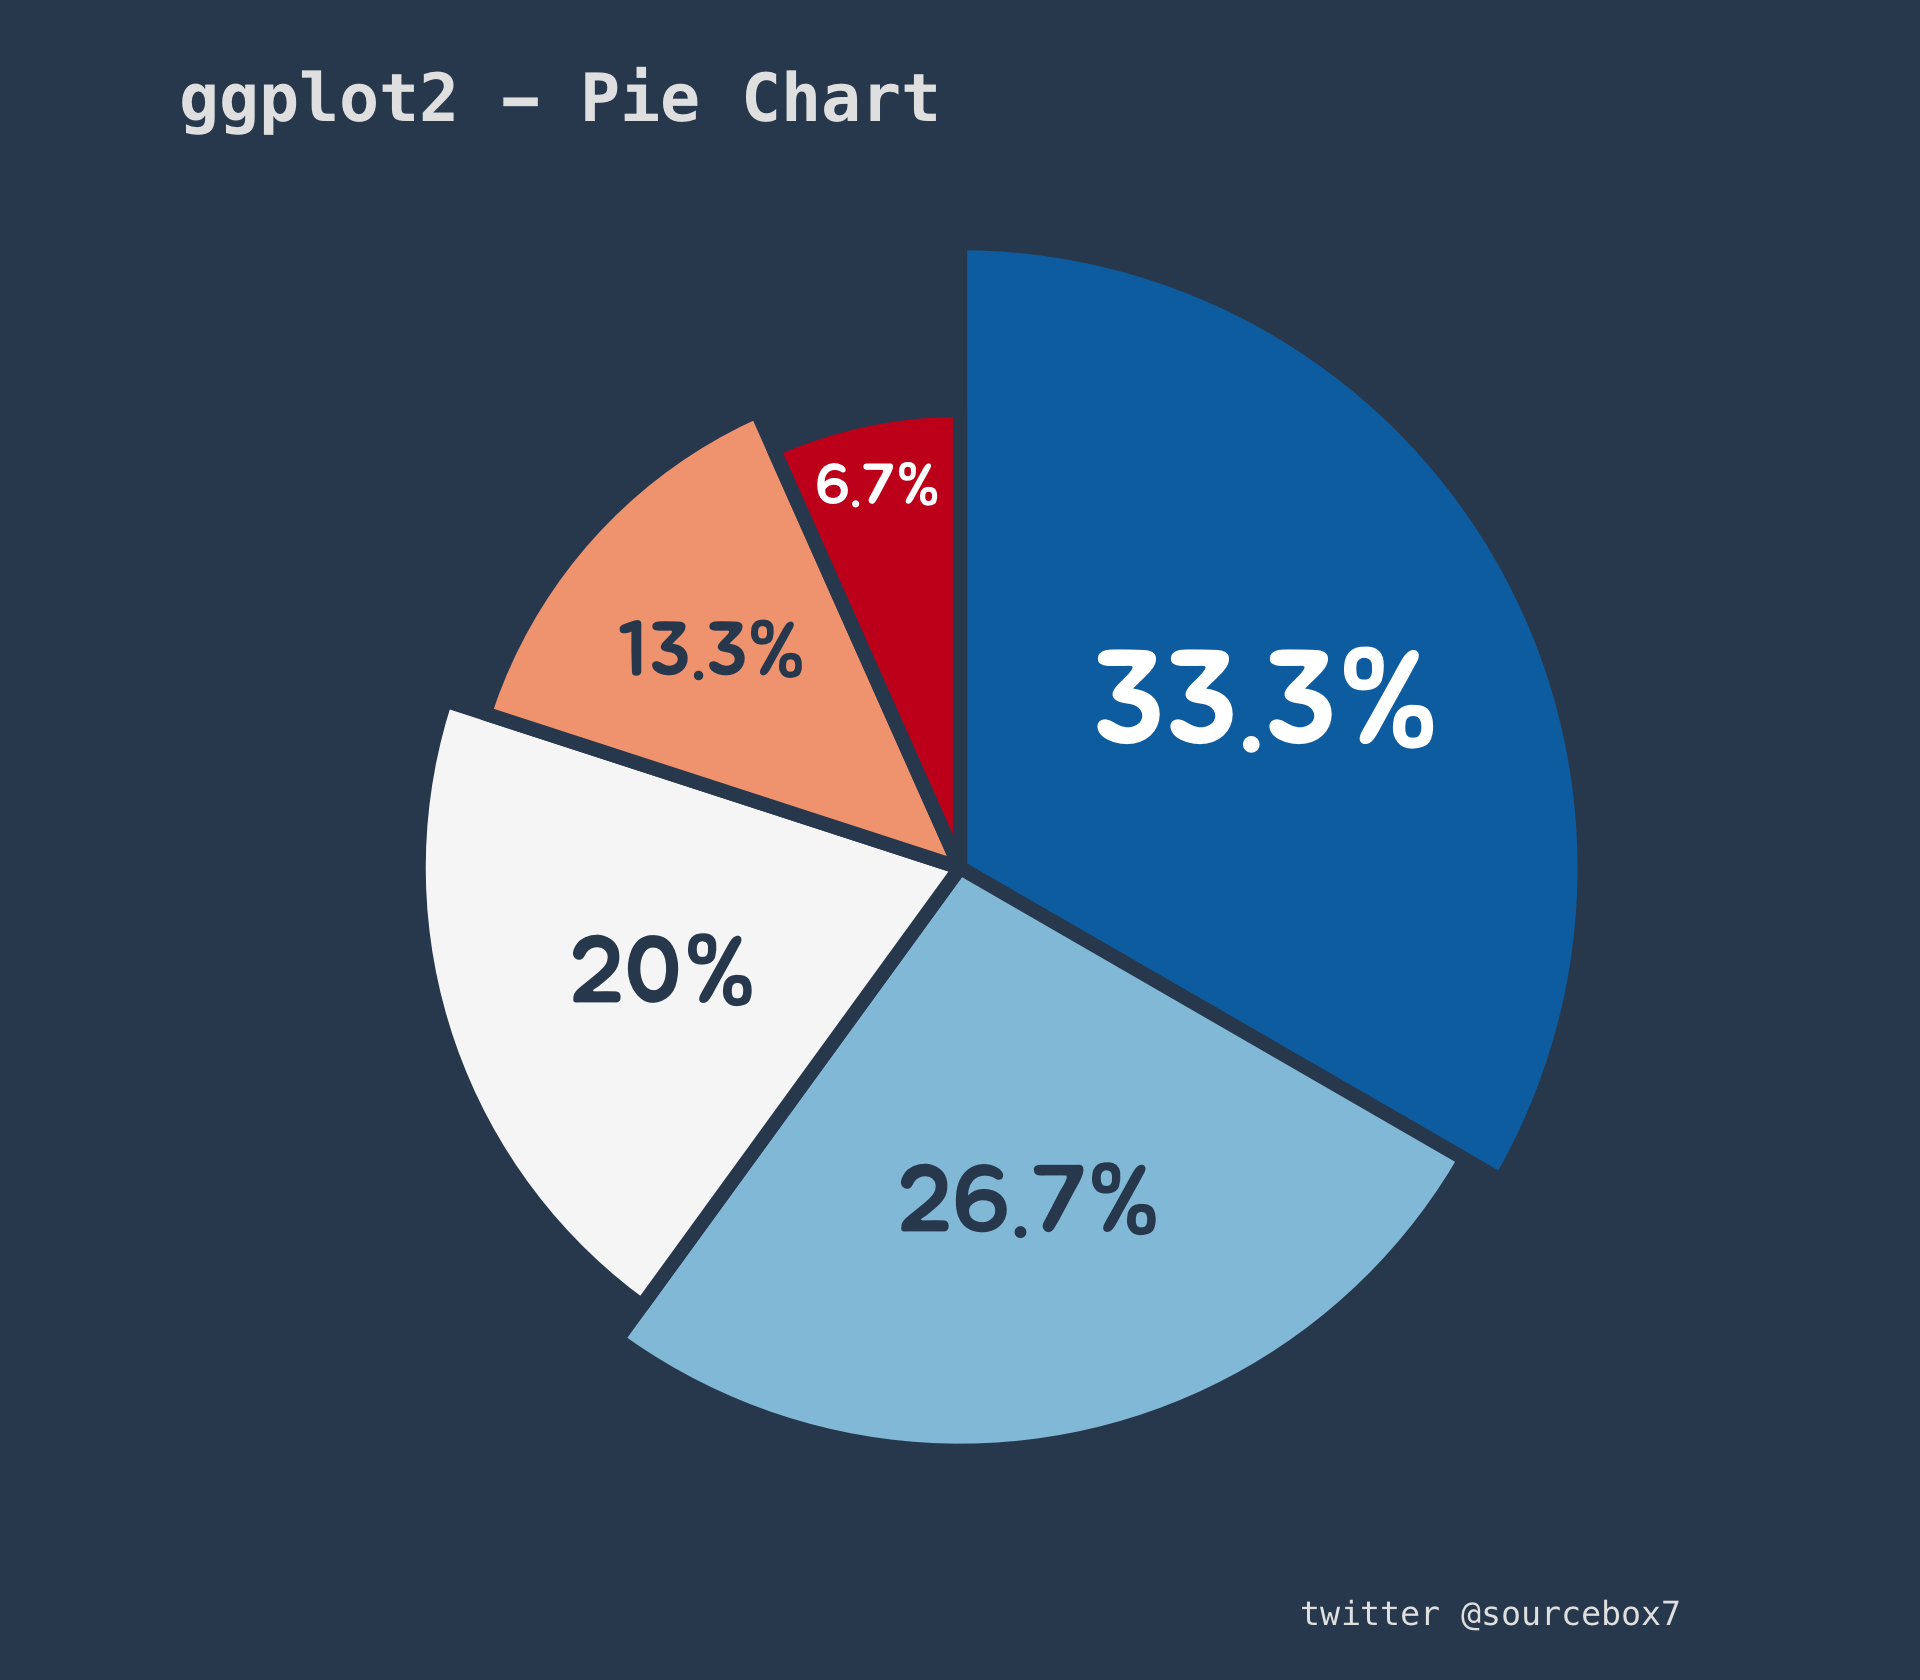 ggplot2 – Pie Chart
6.7%
13.3%
33.3%
20%
26.7%
twitter @sourcebox7